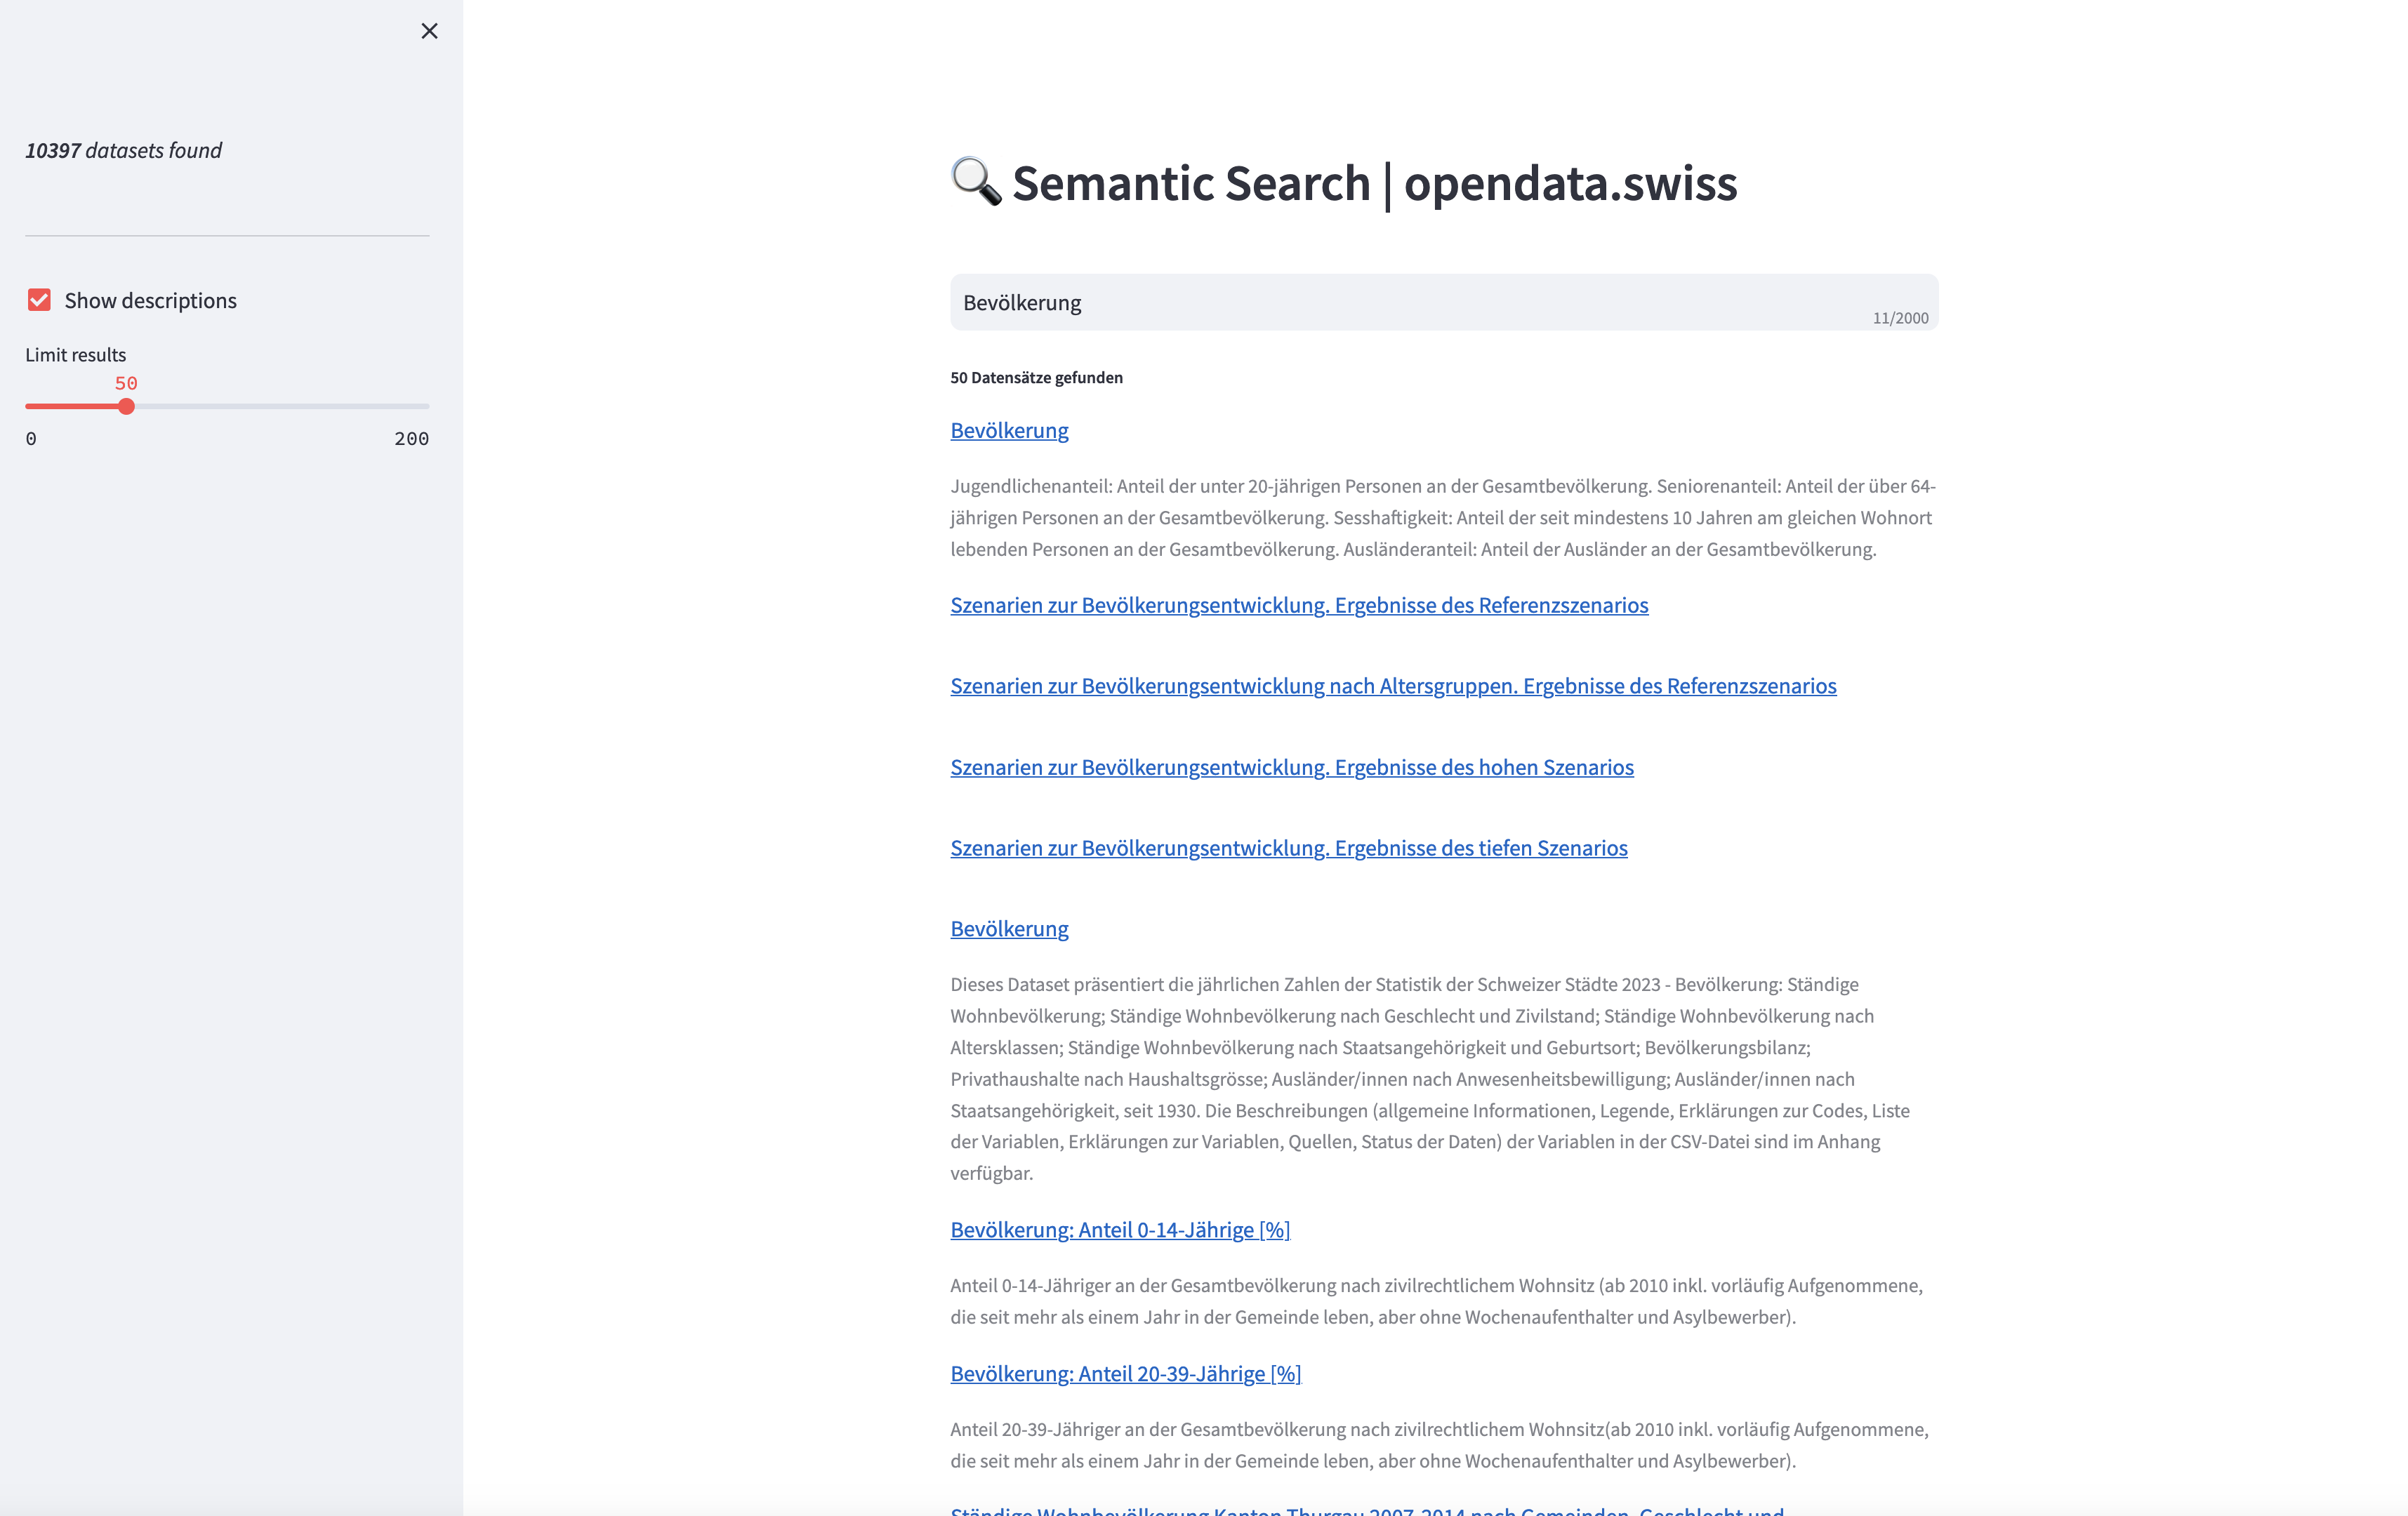 10397 datasets found
Show descriptions
Limit results
50
0
200
Semantic Search | opendata.swiss
Bevölkerung
11/2000
50 Datensätze gefunden
Bevölkerung
Jugendlichenanteil: Anteil der unter 20-jährigen Personen an der Gesamtbevölkerung. Seniorenanteil: Anteil der über 64-
jährigen Personen an der Gesamtbevölkerung. Sesshaftigkeit: Anteil der seit mindestens 10 Jahren am gleichen Wohnort
lebenden Personen an der Gesamtbevölkerung. Ausländeranteil: Anteil der Ausländer an der Gesamtbevölkerung.
Szenarien zur Bevölkerungsentwicklung. Ergebnisse des Referenzszenarios
Szenarien zur Bevölkerungsentwicklung nach Altersgruppen. Ergebnisse des Referenzszenarios
Szenarien zur Bevölkerungsentwicklung. Ergebnisse des hohen Szenarios
Szenarien zur Bevölkerungsentwicklung. Ergebnisse des tiefen Szenarios
Bevölkerung
Dieses Dataset präsentiert die jährlichen Zahlen der Statistik der Schweizer Städte 2023 - Bevölkerung: Ständige
Wohnbevölkerung; Ständige Wohnbevölkerung nach Geschlecht und Zivilstand; Ständige Wohnbevölkerung nach
Altersklassen; Ständige Wohnbevölkerung nach Staatsangehörigkeit und Geburtsort; Bevölkerungsbilanz;
Privathaushalte nach Haushaltsgrösse; Ausländer/innen nach Anwesenheitsbewilligung; Ausländer/innen nach
Staatsangehörigkeit, seit 1930. Die Beschreibungen (allgemeine Informationen, Legende, Erklärungen zur Codes, Liste
der Variablen, Erklärungen zur Variablen, Quellen, Status der Daten) der Variablen in der CSV-Datei sind im Anhang
verfügbar.
Bevölkerung: Anteil 0-14-Jährige [%]
Anteil 0-14-Jähriger an der Gesamtbevölkerung nach zivilrechtlichem Wohnsitz (ab 2010 inkl. vorläufig Aufgenommene,
die seit mehr als einem Jahr in der Gemeinde leben, aber ohne Wochenaufenthalter und Asylbewerber).
Bevölkerung: Anteil 20-39-Jährige [%]
Anteil 20-39-Jähriger an der Gesamtbevölkerung nach zivilrechtlichem Wohnsitz(ab 2010 inkl. vorläufig Aufgenommene,
die seit mehr als einem Jahr in der Gemeinde leben, aber ohne Wochenaufenthalter und Asylbewerber).
Ständige Wohnbevölkerung Kanton Thurgau 2007-2014 nach Gemeinden, Geschlecht und